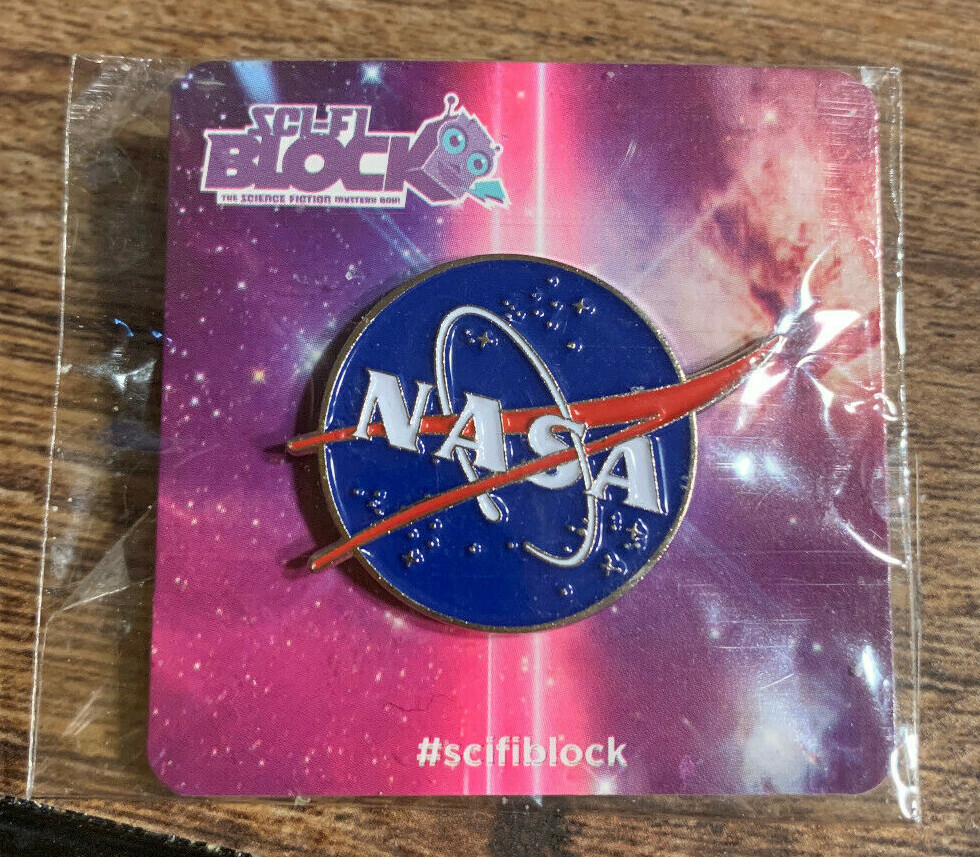 SCI-FI
BLOCK
THE SCIENCE FICTION MYSTERY BOX!
NASA
#scifiblock